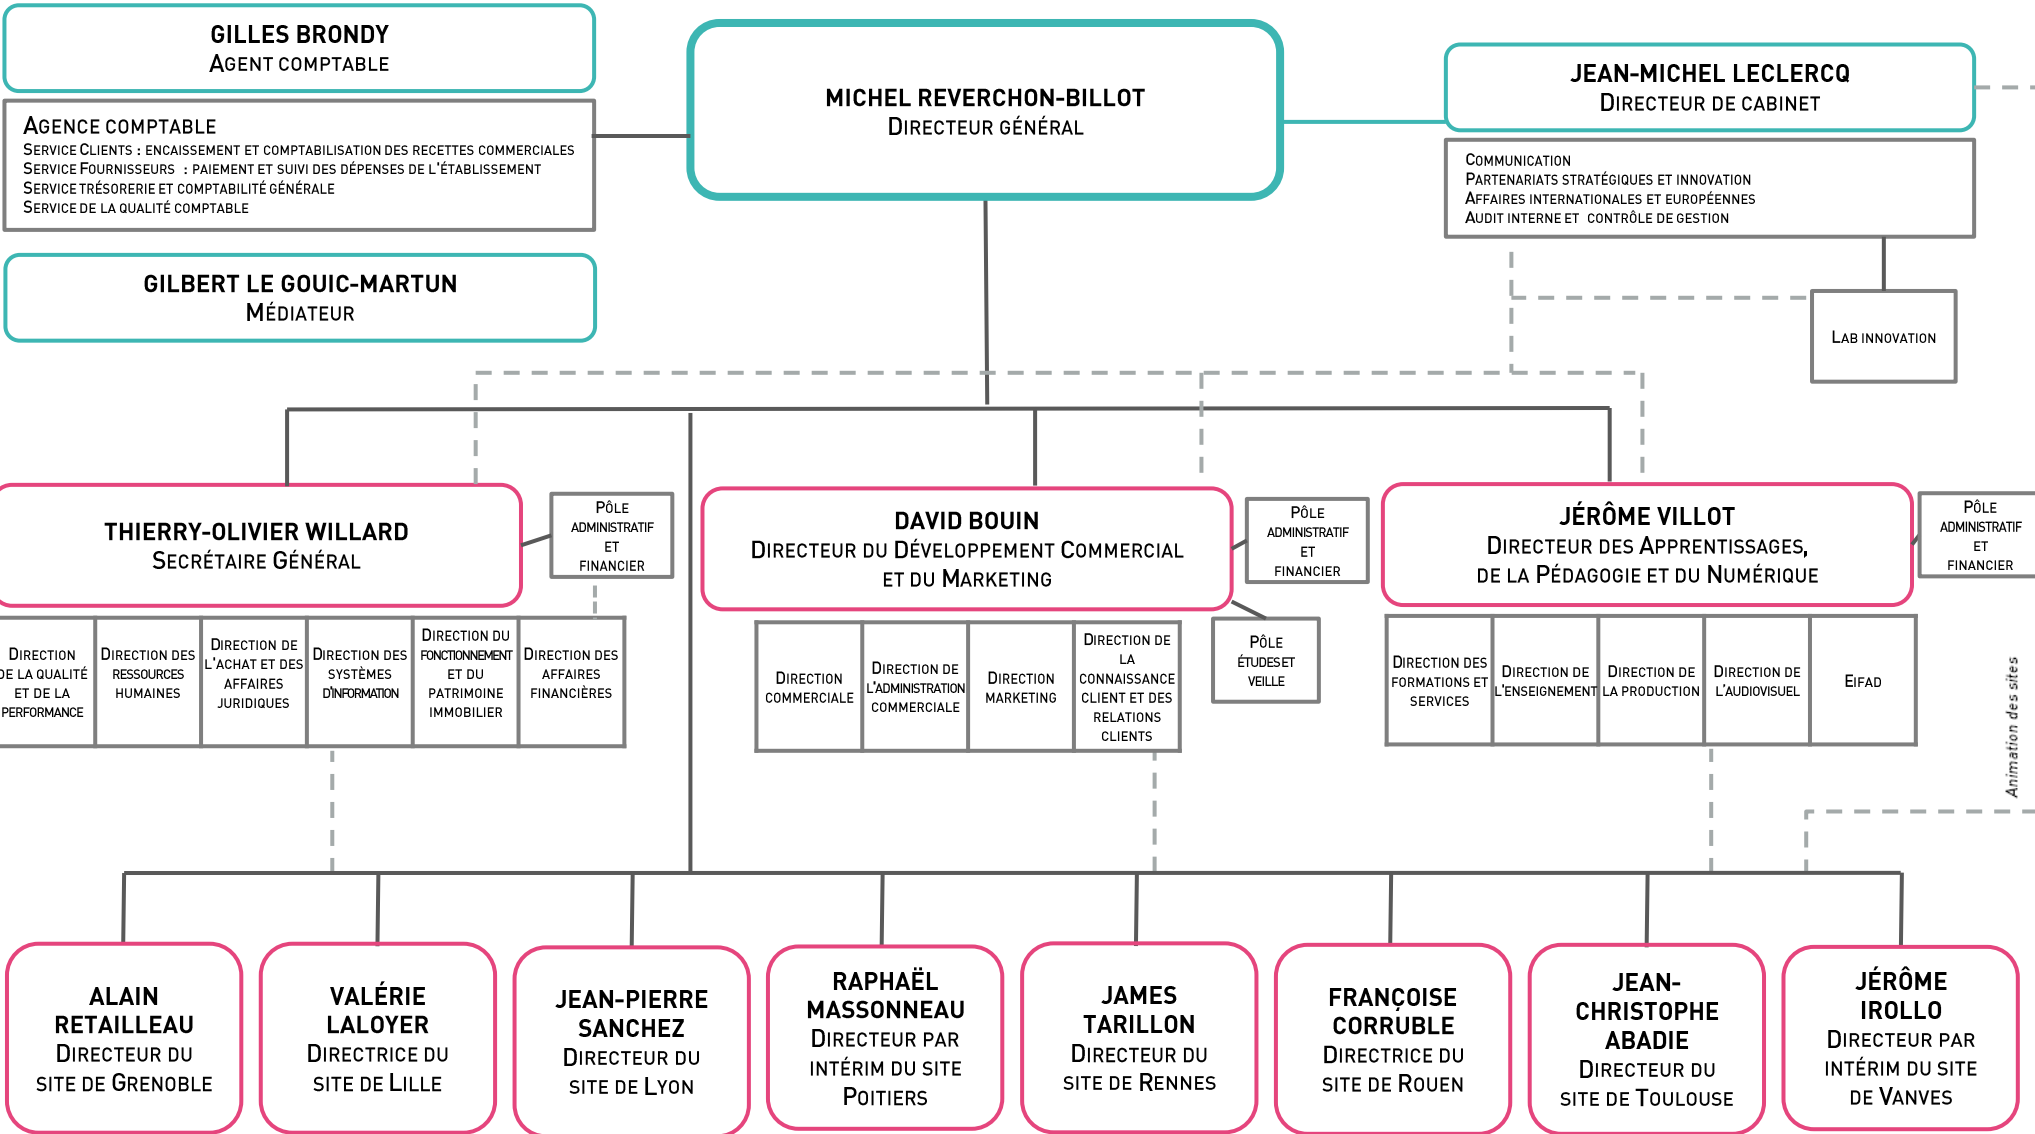 GILLES BRONDY
AGENT COMPTABLE
AGENCE COMPTABLE
SERVICE CLIENTS : ENCAISSEMENT ET COMPTABILISATION DES RECETTES COMMERCIALES
SERVICE FOURNISSEURS : PAIEMENT ET SUIVI DES DÉPENSES DE L'ÉTABLISSEMENT
SERVICE TRÉSORERIE ET COMPTABILITÉ GÉNÉRALE
SERVICE DE LA QUALITÉ COMPTABLE
GILBERT LE GOUIC-MARTUN
MÉDIATEUR
MICHEL REVERCHON-BILLOT
DIRECTEUR GÉNÉRAL
JEAN-MICHEL LECLERCQ
DIRECTEUR DE CABINET
COMMUNICATION
PARTENARIATS STRATÉGIQUES ET INNOVATION
AFFAIRES INTERNATIONALES ET EUROPÉENNES
AUDIT INTERNE ET CONTRÔLE DE GESTION
LAB INNOVATION
THIERRY-OLIVIER WILLARD
SECRÉTAIRE GÉNÉRAL
PÔLE
ADMINISTRATIF
ET
FINANCIER
DIRECTION
DE LA QUALITÉ
ET DE LA
PERFORMANCE
DIRECTION DES
RESSOURCES
HUMAINES
DIRECTION DE
L'ACHAT ET DES
AFFAIRES
JURIDIQUES
DIRECTION DES
SYSTÈMES
D'INFORMATION
DIRECTION DU
FONCTIONNEMENT
ET DU
PATRIMOINE
IMMOBILIER
DIRECTION DES
AFFAIRES
FINANCIÈRES
DAVID BOUIN
DIRECTEUR DU DÉVELOPPEMENT COMMERCIAL
ET DU MARKETING
PÔLE
ADMINISTRATIF
ET
FINANCIER
PÔLE
ÉTUDES ET
VEILLE
DIRECTION
COMMERCIALE
DIRECTION DE
L'ADMINISTRATION
COMMERCIALE
DIRECTION
MARKETING
DIRECTION DE
LA
CONNAISSANCE
CLIENT ET DES
RELATIONS
CLIENTS
JÉRÔME VILLOT
DIRECTEUR DES APPRENTISSAGES,
DE LA PÉDAGOGIE ET DU NUMÉRIQUE
PÔLE
ADMINISTRATIF
ET
FINANCIER
DIRECTION DES
FORMATIONS ET
SERVICES
DIRECTION DE
L'ENSEIGNEMENT
DIRECTION DE
LA PRODUCTION
DIRECTION DE
L'AUDIOVISUEL
EIFAD
Animation des sites
ALAIN
RETAILLEAU
DIRECTEUR DU
SITE DE GRENOBLE
VALÉRIE
LALOYER
DIRECTRICE DU
SITE DE LILLE
JEAN-PIERRE
SANCHEZ
DIRECTEUR DU
SITE DE LYON
RAPHAËL
MASSONNEAU
DIRECTEUR PAR
INTÉRIM DU SITE
POITIERS
JAMES
TARILLON
DIRECTEUR DU
SITE DE RENNES
FRANÇOISE
CORRUBLE
DIRECTRICE DU
SITE DE ROUEN
JEAN-
CHRISTOPHE
ABADIE
DIRECTEUR DU
SITE DE TOULOUSE
JÉRÔME
IROLLO
DIRECTEUR PAR
INTÉRIM DU SITE
DE VANVES